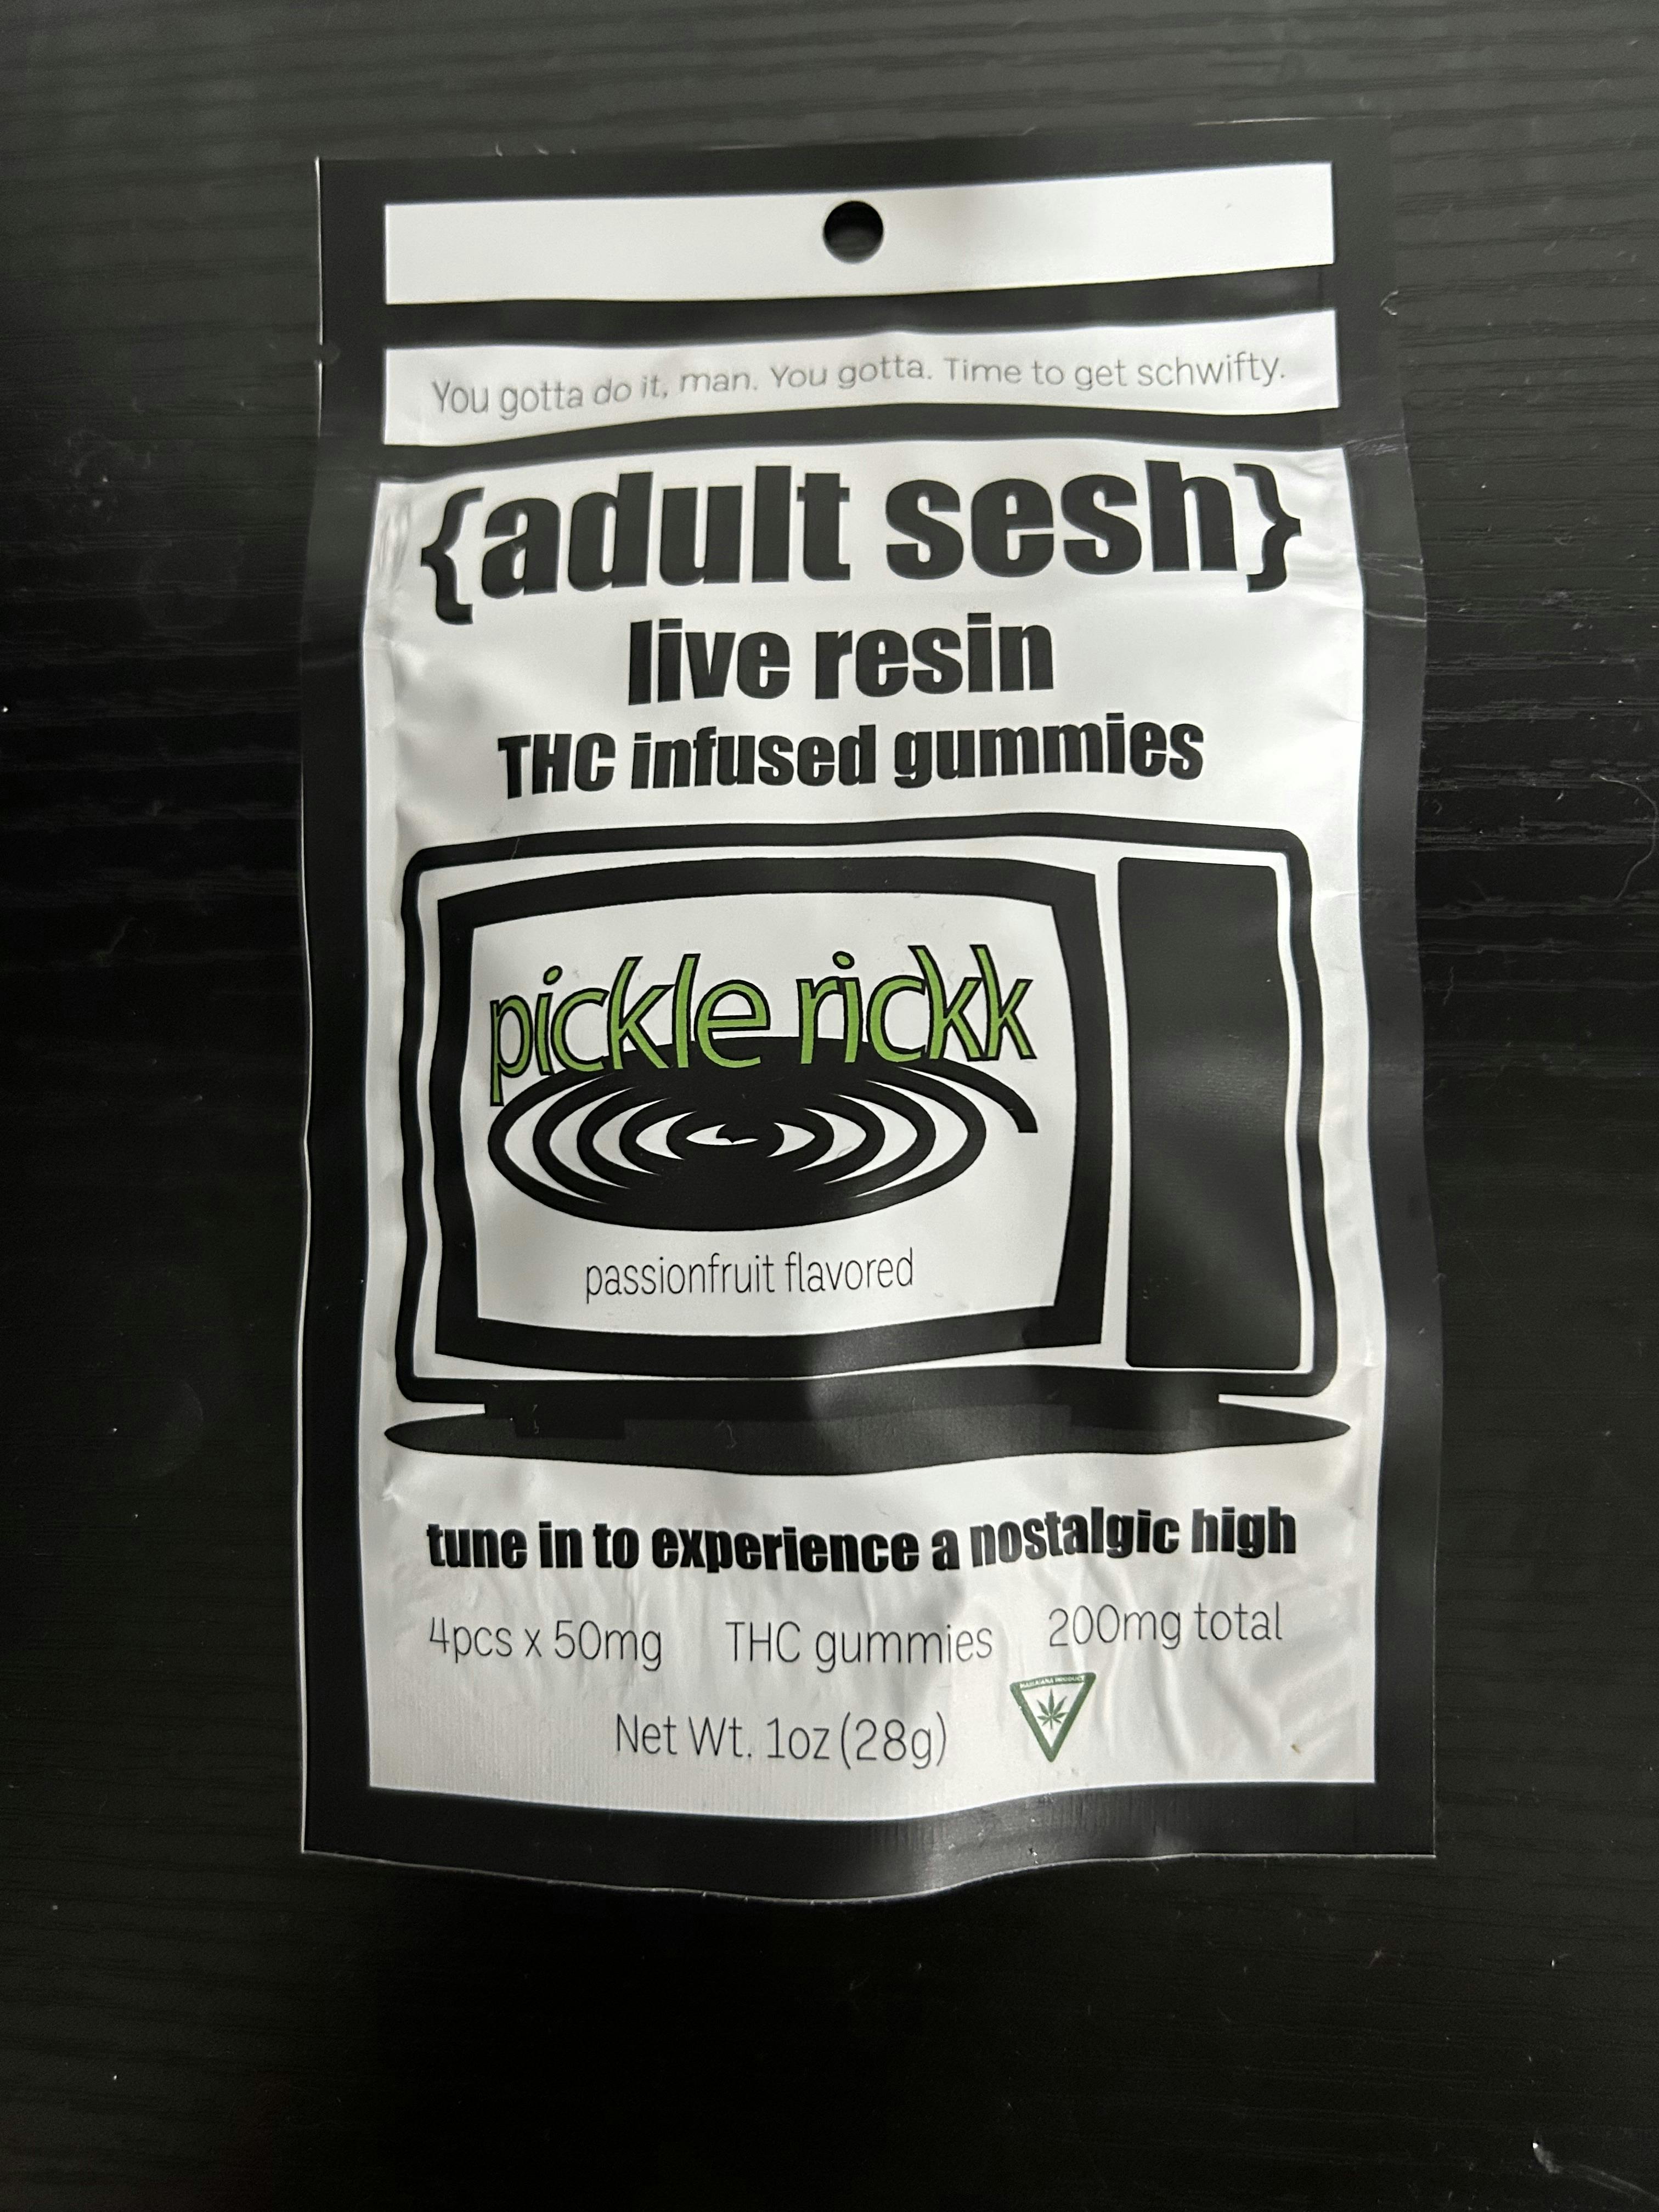 You gotta do it, man. You gotta. Time to get schwifty.
{adult sesh}
live resin
THC infused gummies
pickle rickk
passionfruit flavored
tune in to experience a nostalgic high
4pcs x 50mg THC gummies 200mg total
MARIJUANA PRODUCT
Net Wt. 1oz (28g)